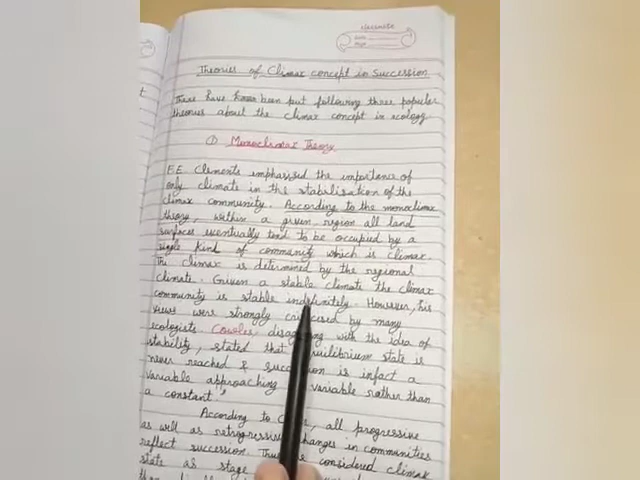 Theories of Climax concept in Succession
There have been put following three popular
theories about the climax concept in ecology
① Monoclimax Theory
F.E. Clements emphasized the importance of
only climate in the stabilisation of the
climax community. According to the monoclimax
theory, within a given region all land
surfaces eventually tend to be occupied by a
single kind of community which is climax
The climax is determined by the regional
climate. Given a stable climate the climax
community is stable indefinitely. However, his
views were strongly by many
ecologists. Cowles, with the idea of
stability, stated that state is
never reached & is infact a
variable approaching variable rather than
a constant"
According to all progressive
as well as changes in communities
reflect succession. considered climax
state as stage